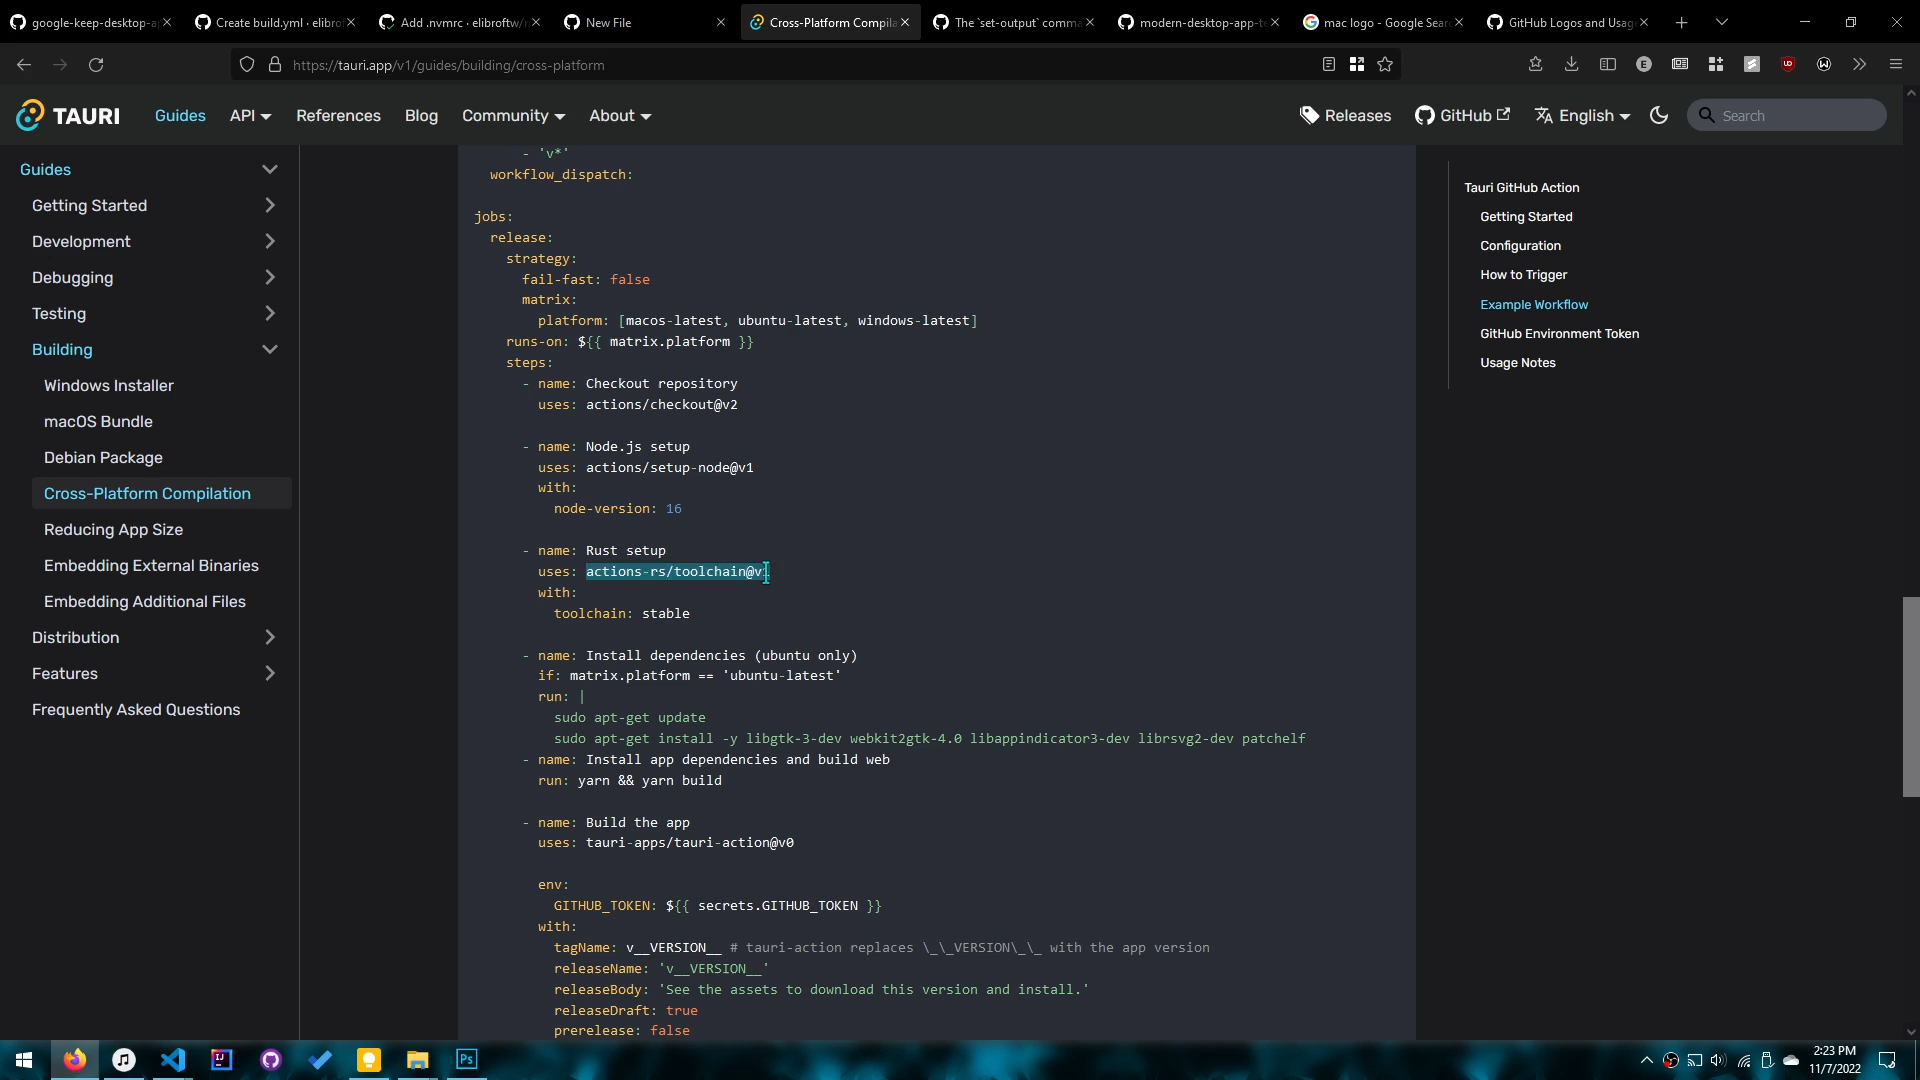 google-keep-desktop-a
Create build.yml - elibrof
Add .nvmrc - elibroftw/
New File
Cross-Platform Compila
The `set-output` comma
modern-desktop-app-te
mac logo - Google Sear
GitHub Logos and Usag
https://tauri.app/v1/guides/building/cross-platform
TAURI
Guides
API
References
Blog
Community
About
Releases
GitHub
English
Search
Guides
Getting Started
Development
Debugging
Testing
Building
Windows Installer
macOS Bundle
Debian Package
Cross-Platform Compilation
Reducing App Size
Embedding External Binaries
Embedding Additional Files
Distribution
Features
Frequently Asked Questions
- 'v*'
workflow_dispatch:
jobs:
release:
strategy:
fail-fast: false
matrix:
platform: [macos-latest, ubuntu-latest, windows-latest]
runs-on: ${{ matrix.platform }}
steps:
- name: Checkout repository
uses: actions/checkout@v2
- name: Node.js setup
uses: actions/setup-node@v1
with:
node-version: 16
- name: Rust setup
uses: actions-rs/toolchain@v1
with:
toolchain: stable
- name: Install dependencies (ubuntu only)
if: matrix.platform == 'ubuntu-latest'
run: |
sudo apt-get update
sudo apt-get install -y libgtk-3-dev webkit2gtk-4.0 libappindicator3-dev librsvg2-dev patchelf
- name: Install app dependencies and build web
run: yarn && yarn build
- name: Build the app
uses: tauri-apps/tauri-action@v0
env:
GITHUB_TOKEN: ${{ secrets.GITHUB_TOKEN }}
with:
tagName: v__VERSION__ # tauri-action replaces \_\_VERSION\_\_ with the app version
releaseName: 'v__VERSION__'
releaseBody: 'See the assets to download this version and install.'
releaseDraft: true
prerelease: false
Tauri GitHub Action
Getting Started
Configuration
How to Trigger
Example Workflow
GitHub Environment Token
Usage Notes
Ps
2:23 PM
11/7/2022